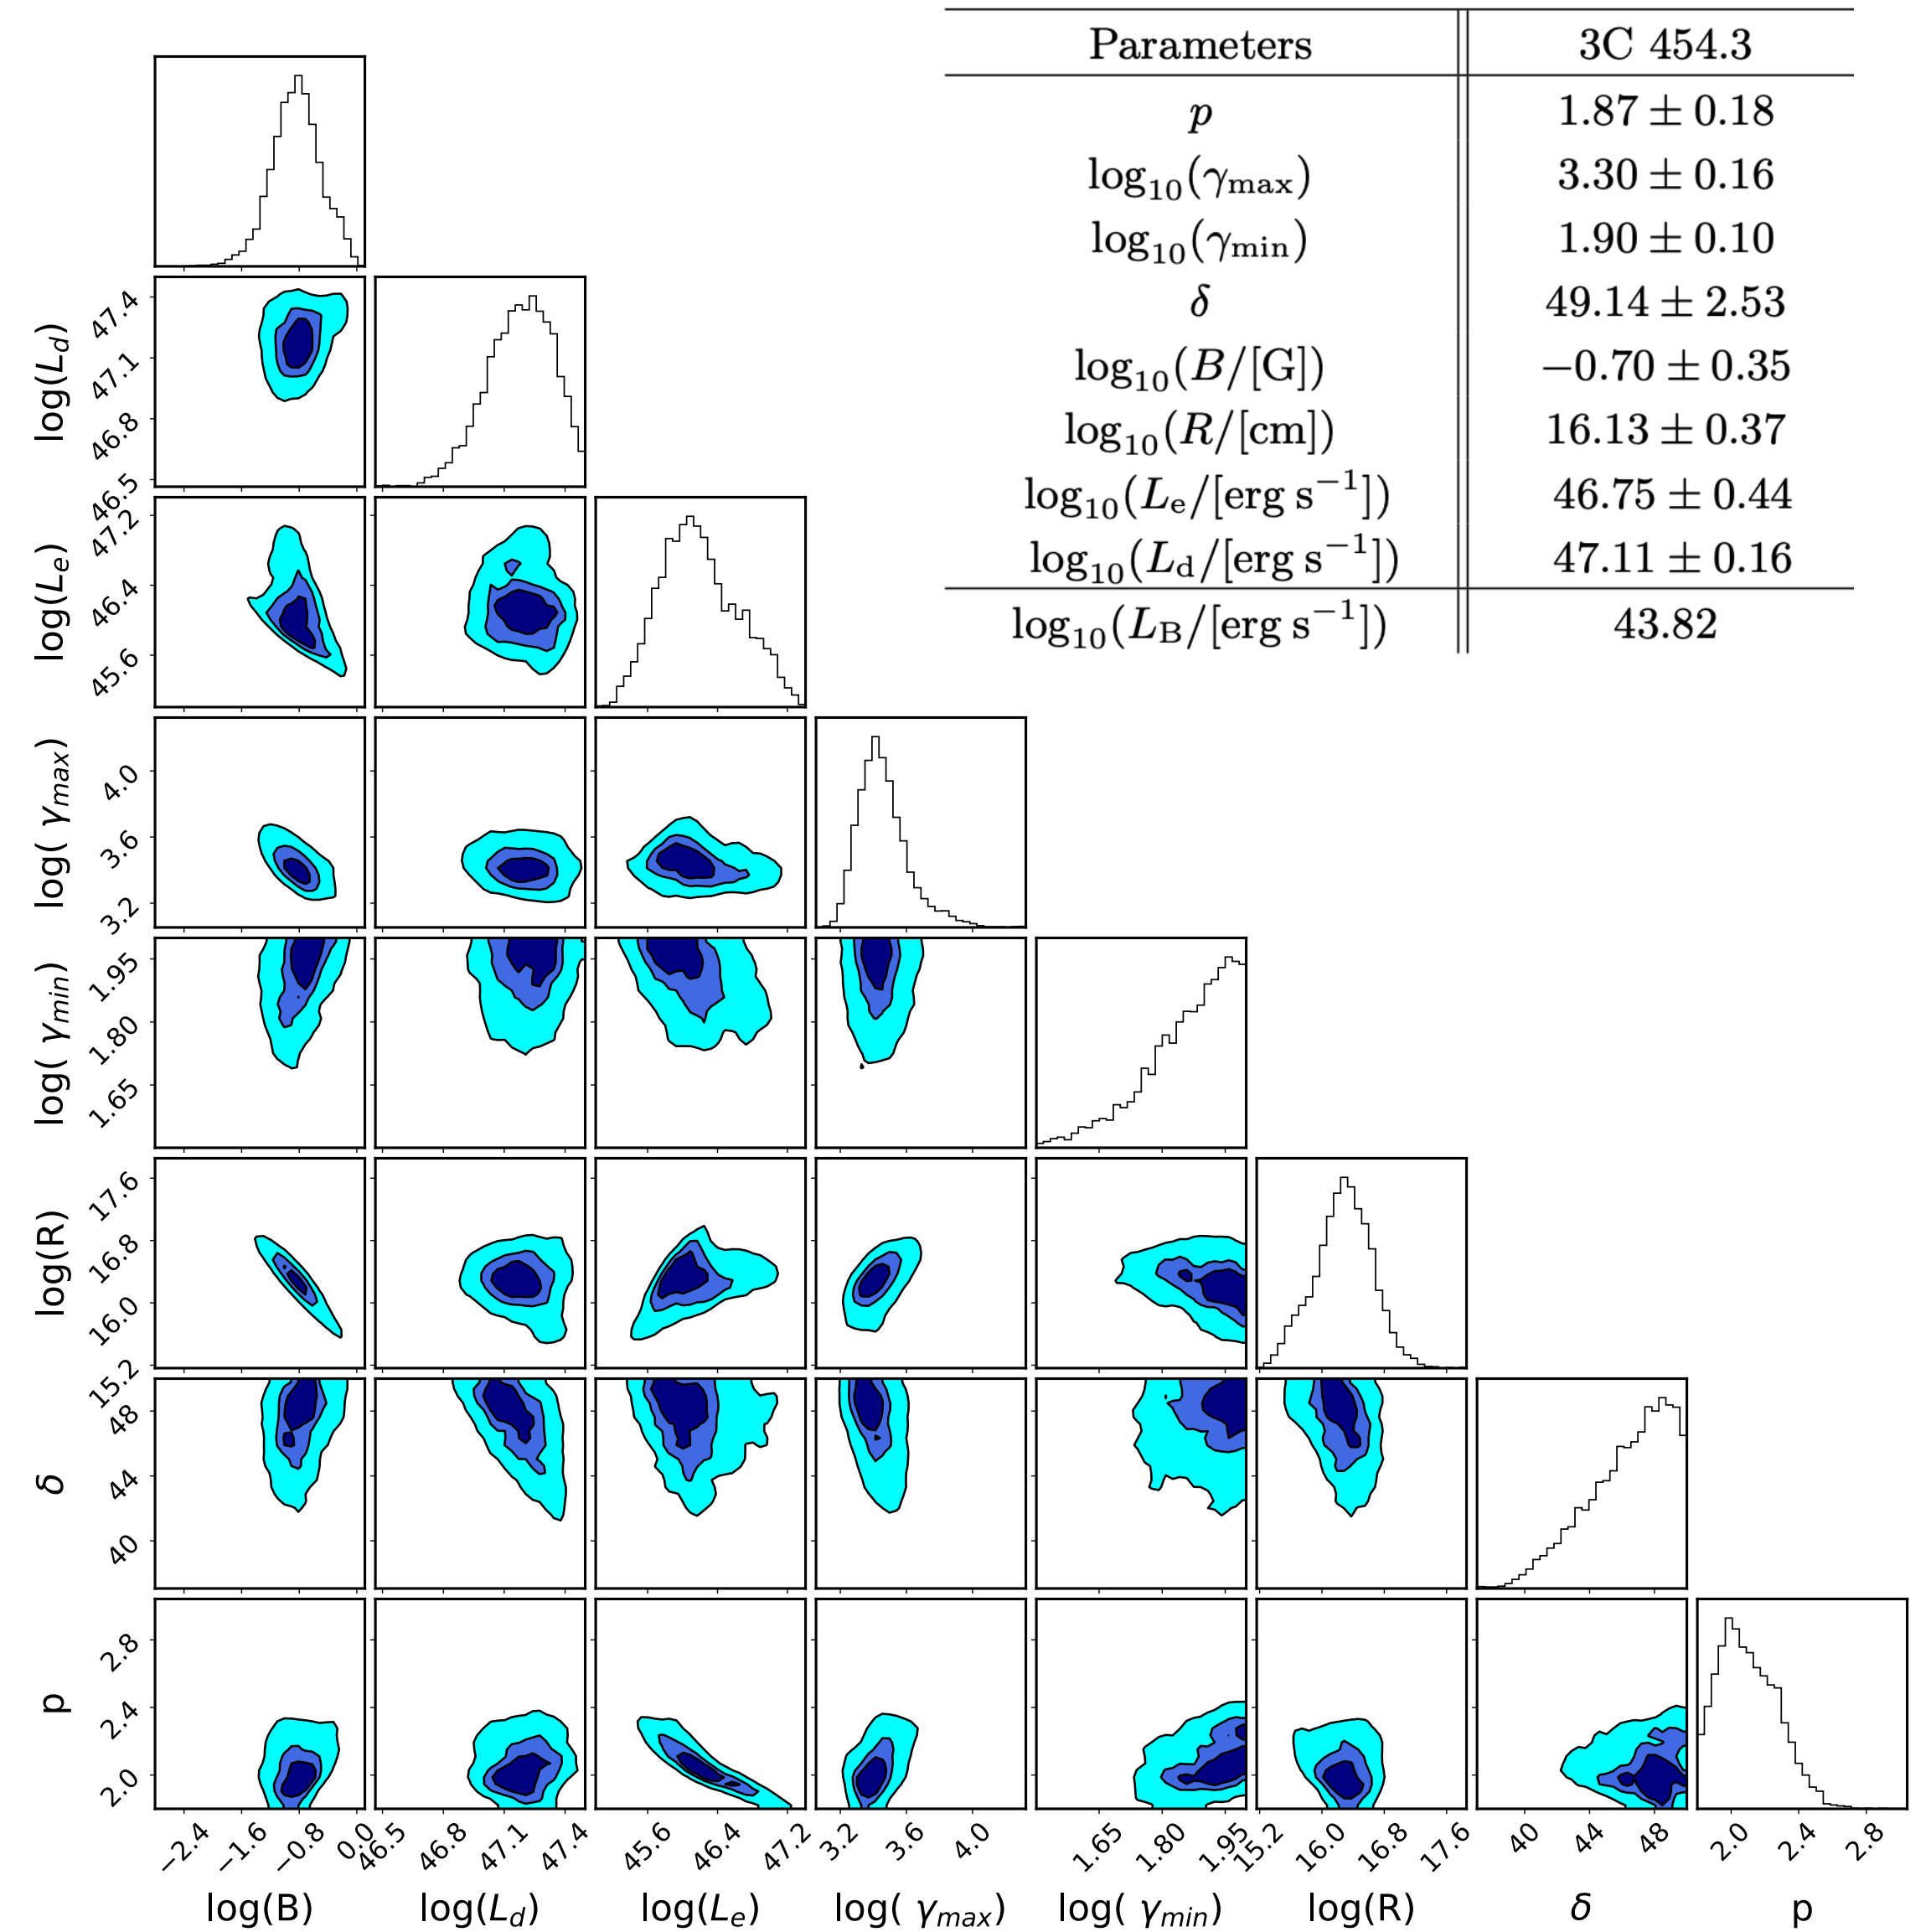 Parameters 3C 454.3
p 1.87 ± 0.18
log₁₀(γₘₐₓ) 3.30 ± 0.16
log₁₀(γₘᵢₙ) 1.90 ± 0.10
δ 49.14 ± 2.53
log₁₀(B/[G]) −0.70 ± 0.35
log₁₀(R/[cm]) 16.13 ± 0.37
log₁₀(Lₑ/[erg s⁻¹]) 46.75 ± 0.44
log₁₀(L_d/[erg s⁻¹]) 47.11 ± 0.16
log₁₀(L_B/[erg s⁻¹]) 43.82
log(L_d)
47.4
47.1
46.8
46.5
log(Lₑ)
47.2
46.4
45.6
log( γₘₐₓ)
4.0
3.6
3.2
log( γₘᵢₙ)
1.95
1.80
1.65
log(R)
17.6
16.8
16.0
15.2
δ
48
44
40
p
2.8
2.4
2.0
−2.4 −1.6 −0.8 0.0 46.5 46.8 47.1 47.4 45.6 46.4 47.2 3.2 3.6 4.0 1.65 1.80 1.95 15.2 16.0 16.8 17.6 40 44 48 2.0 2.4 2.8
log(B) log(L_d) log(Lₑ) log( γₘₐₓ) log( γₘᵢₙ) log(R) δ p